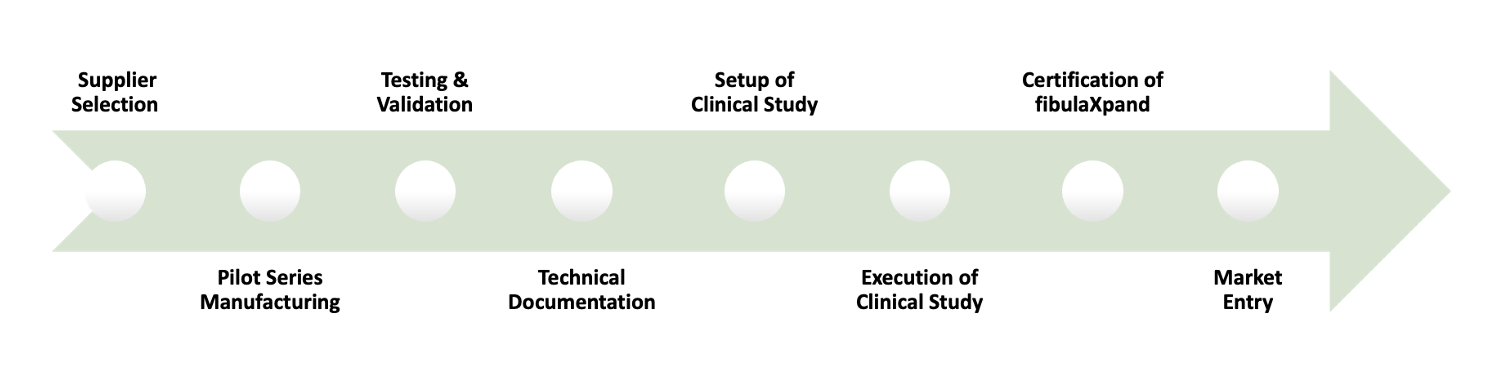 Supplier
Selection
Pilot Series
Manufacturing
Testing &
Validation
Technical
Documentation
Setup of
Clinical Study
Execution of
Clinical Study
Certification of
fibulaXpand
Market
Entry